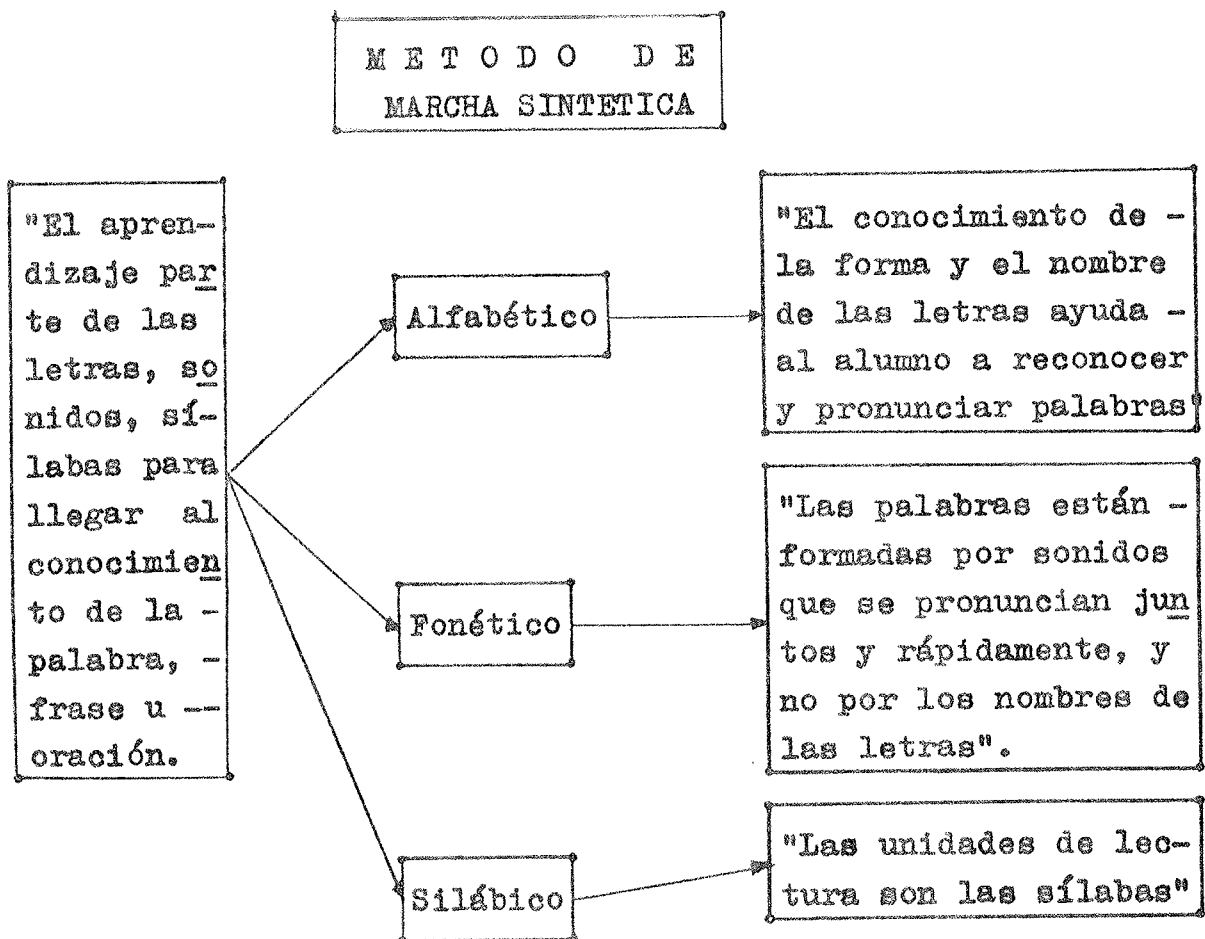 M E T O D O   D E
MARCHA SINTETICA
"El apren-
dizaje par
te de las
letras, so
nidos, sí-
labas para
llegar al
conocimien
to de la -
palabra, -
frase u --
oración.
Alfabético
"El conocimiento de -
la forma y el nombre
de las letras ayuda -
al alumno a reconocer
y pronunciar palabras"
Fonético
"Las palabras están -
formadas por sonidos
que se pronuncian jun
tos y rápidamente, y
no por los nombres de
las letras".
Silábico
"Las unidades de lec-
tura son las sílabas"